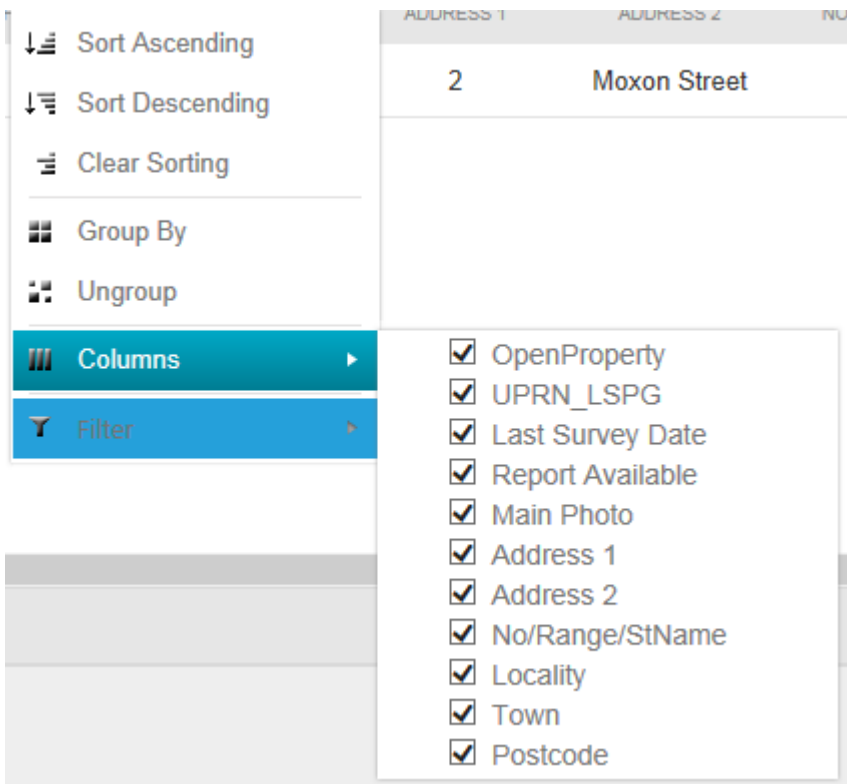 ADDRESS 1 ADDRESS 2 NO
Sort Ascending
2 Moxon Street
Sort Descending
Clear Sorting
Group By
Ungroup
Columns
Filter
OpenProperty
UPRN_LSPG
Last Survey Date
Report Available
Main Photo
Address 1
Address 2
No/Range/StName
Locality
Town
Postcode